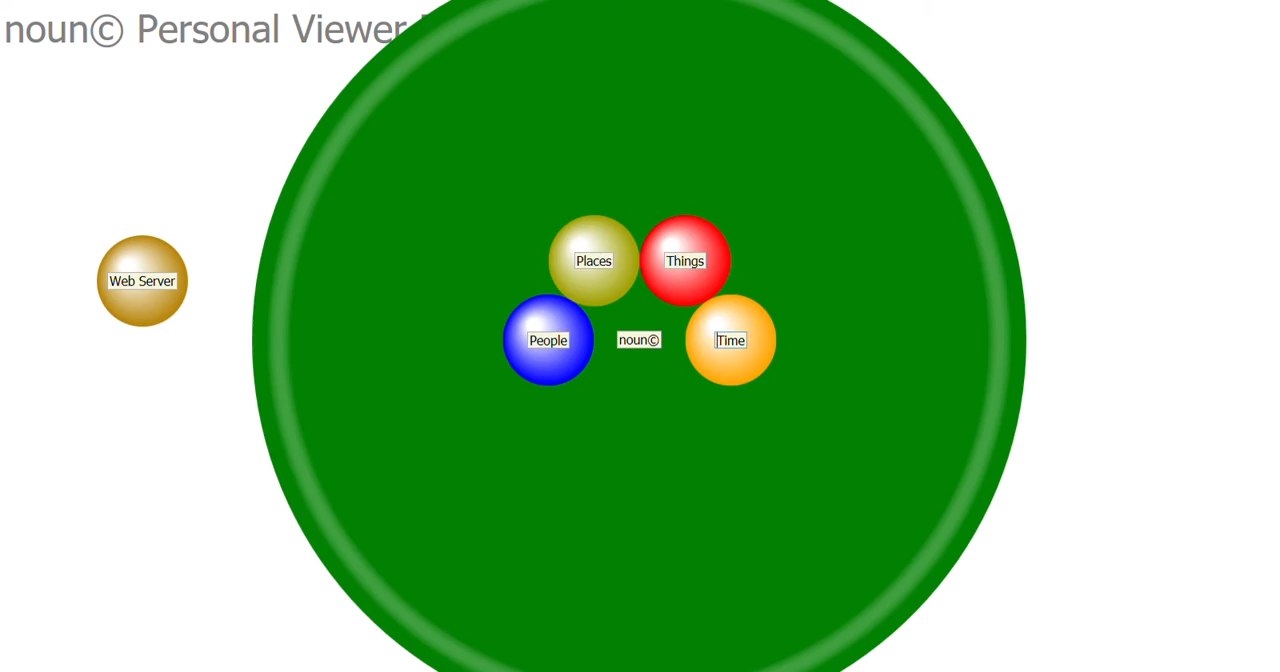 noun© Personal Viewer
Places
Things
Web Server
People
noun©
Time